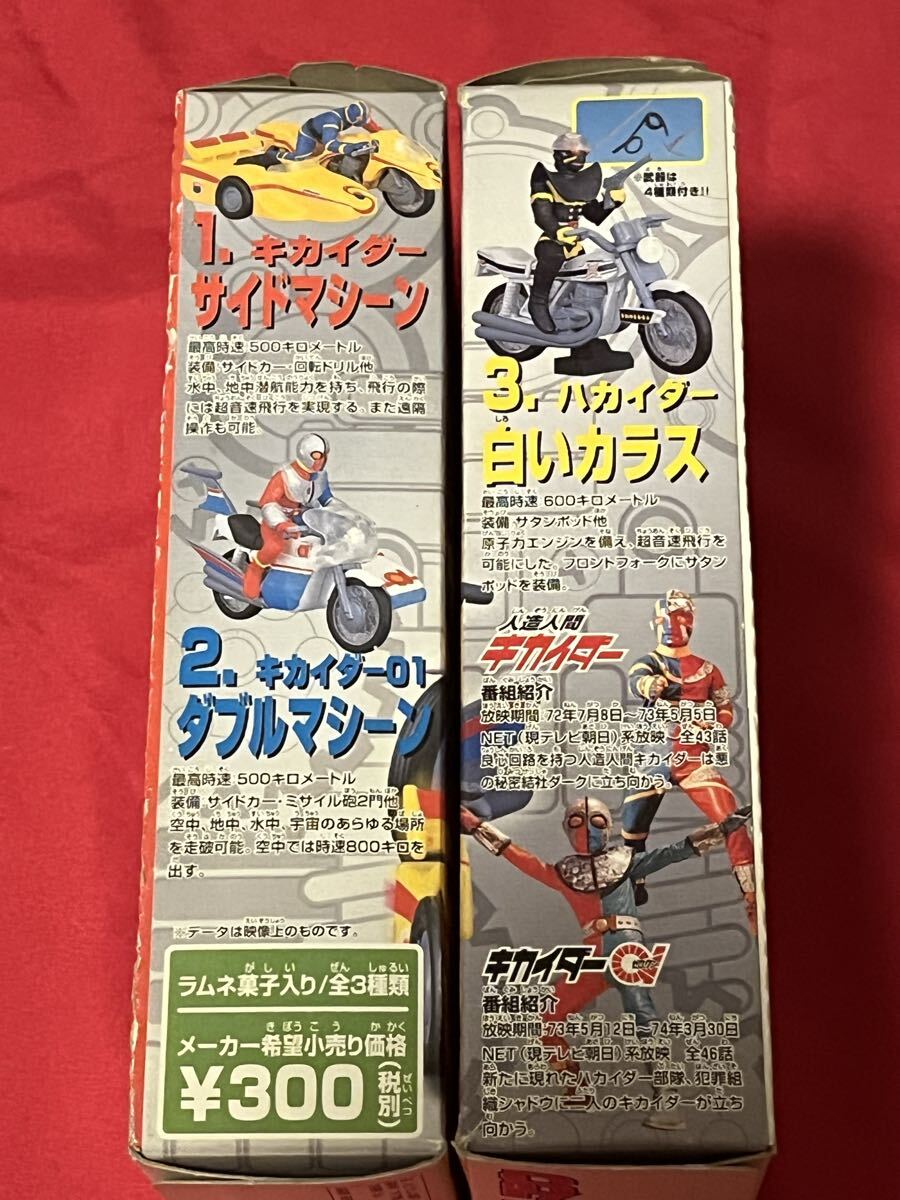 1. キカイダー
サイドマシーン
最高時速 500キロメートル
装備 サイドカー・回転ドリル他
水中、地中潜航能力を持ち、飛行の際
には超音速飛行を実現する。また遠隔
操作も可能。
2. キカイダー01
ダブルマシーン
最高時速 500キロメートル
装備 サイドカー・ミサイル砲2門他
空中、地中、水中、宇宙のあらゆる場所
を走破可能。空中では時速800キロを
出す。
※データは映像上のものです。
ラムネ菓子入り/全3種類
メーカー希望小売り価格
¥300(税別)
※武器は
4種類付き!!
3. ハカイダー
白いカラス
最高時速 600キロメートル
装備 サタンポッド他
原子力エンジンを備え、超音速飛行を
可能にした。フロントフォークにサタン
ポッドを装備。
人造人間
キカイダー
番組紹介
放映期間 72年7月8日〜73年5月5日
NET(現テレビ朝日)系放映 全43話
良心回路を持つ人造人間キカイダーは悪
の秘密結社ダークに立ち向かう。
キカイダー01
番組紹介
放映期間 73年5月12日〜74年3月30日
NET(現テレビ朝日)系放映 全46話
新たに現れたハカイダー部隊、犯罪組
織シャドウに二人のキカイダーが立ち
向かう。